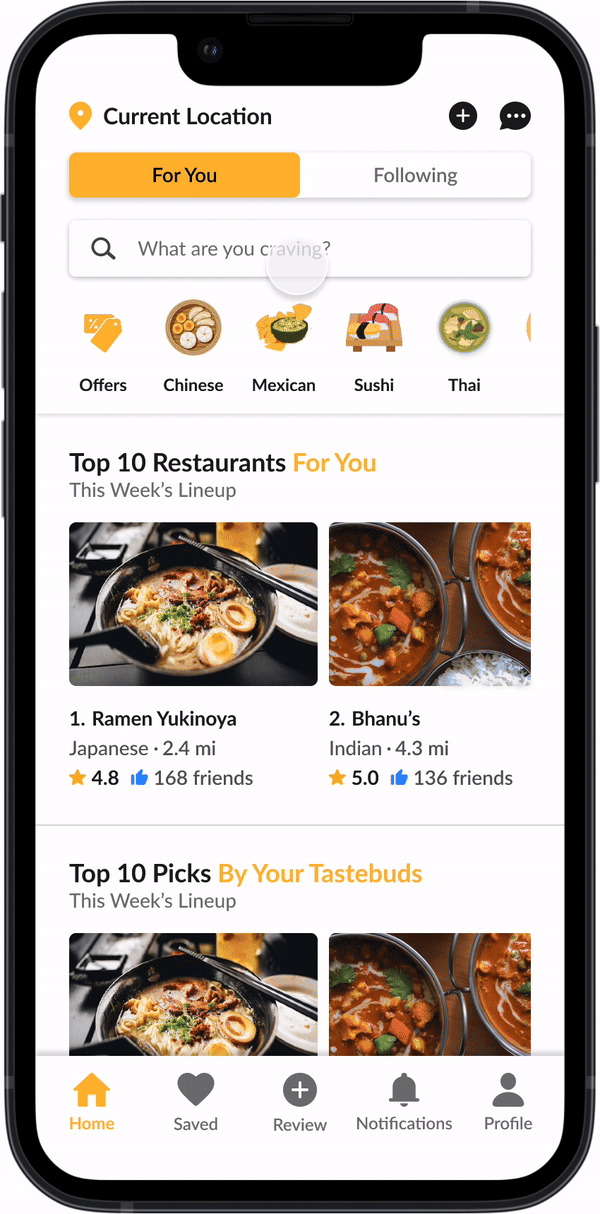 Current Location
For You Following
What are you craving?
Offers Chinese Mexican Sushi Thai
Top 10 Restaurants For You
This Week’s Lineup
1. Ramen Yukinoya 2. Bhanu’s
Japanese · 2.4 mi Indian · 4.3 mi
4.8 168 friends 5.0 136 friends
Top 10 Picks By Your Tastebuds
This Week’s Lineup
Home Saved Review Notifications Profile